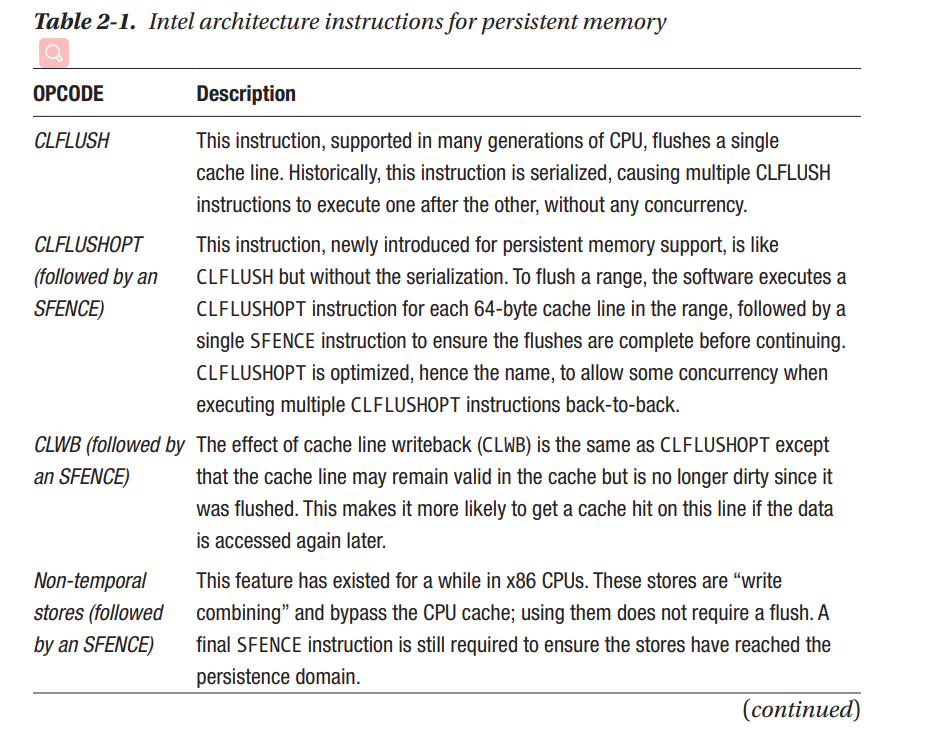 Table 2-1. Intel architecture instructions for persistent memory
OPCODE Description
CLFLUSH This instruction, supported in many generations of CPU, flushes a single
cache line. Historically, this instruction is serialized, causing multiple CLFLUSH
instructions to execute one after the other, without any concurrency.
CLFLUSHOPT This instruction, newly introduced for persistent memory support, is like
(followed by an CLFLUSH but without the serialization. To flush a range, the software executes a
SFENCE) CLFLUSHOPT instruction for each 64-byte cache line in the range, followed by a
single SFENCE instruction to ensure the flushes are complete before continuing.
CLFLUSHOPT is optimized, hence the name, to allow some concurrency when
executing multiple CLFLUSHOPT instructions back-to-back.
CLWB (followed by The effect of cache line writeback (CLWB) is the same as CLFLUSHOPT except
an SFENCE) that the cache line may remain valid in the cache but is no longer dirty since it
was flushed. This makes it more likely to get a cache hit on this line if the data
is accessed again later.
Non-temporal This feature has existed for a while in x86 CPUs. These stores are “write
stores (followed combining” and bypass the CPU cache; using them does not require a flush. A
by an SFENCE) final SFENCE instruction is still required to ensure the stores have reached the
persistence domain.
(continued)